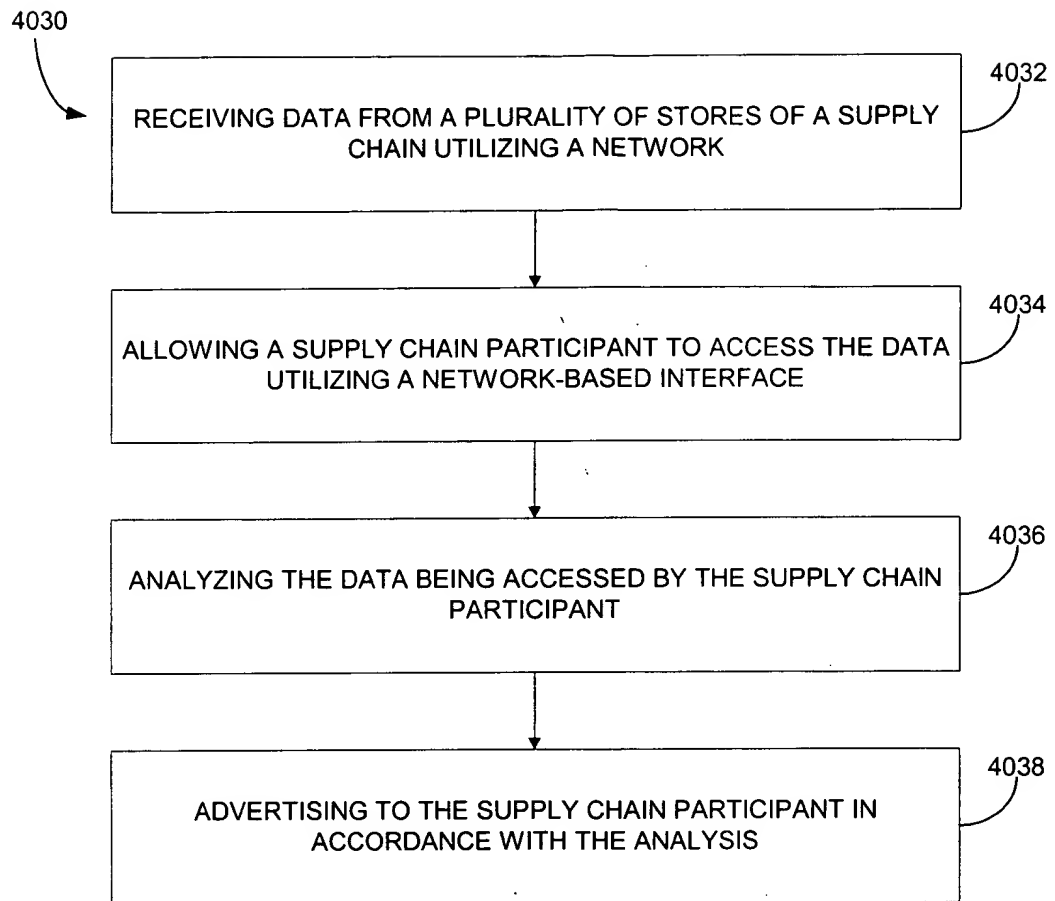 4030
4032
RECEIVING DATA FROM A PLURALITY OF STORES OF A SUPPLY
CHAIN UTILIZING A NETWORK
4034
ALLOWING A SUPPLY CHAIN PARTICIPANT TO ACCESS THE DATA
UTILIZING A NETWORK-BASED INTERFACE
4036
ANALYZING THE DATA BEING ACCESSED BY THE SUPPLY CHAIN
PARTICIPANT
4038
ADVERTISING TO THE SUPPLY CHAIN PARTICIPANT IN
ACCORDANCE WITH THE ANALYSIS